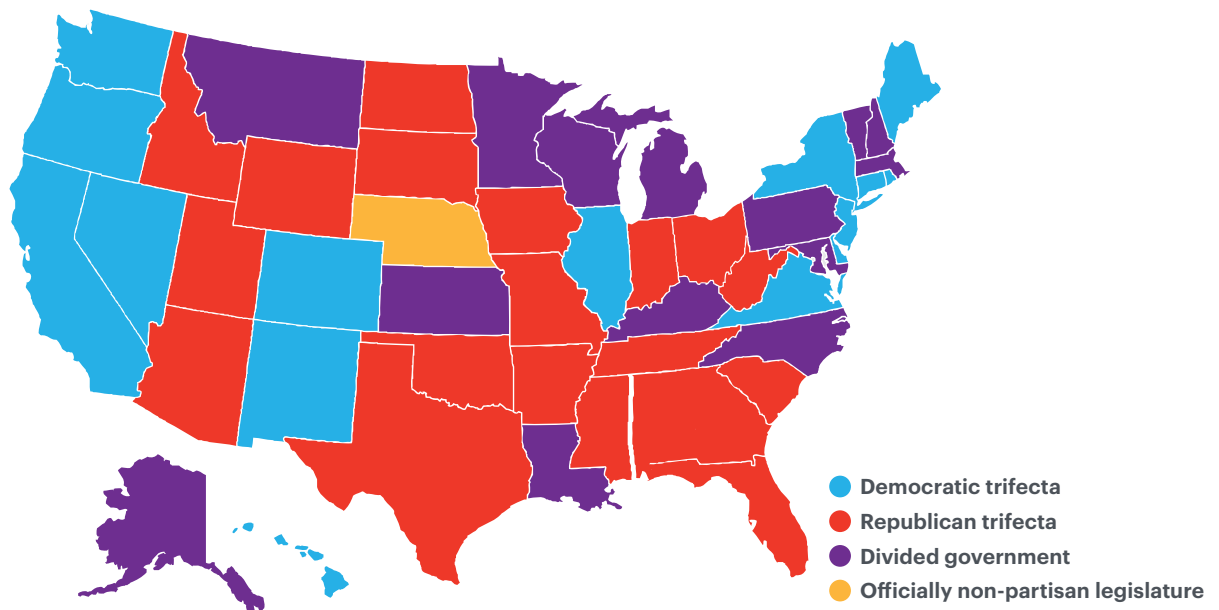 Democratic trifecta
Republican trifecta
Divided government
Officially non-partisan legislature